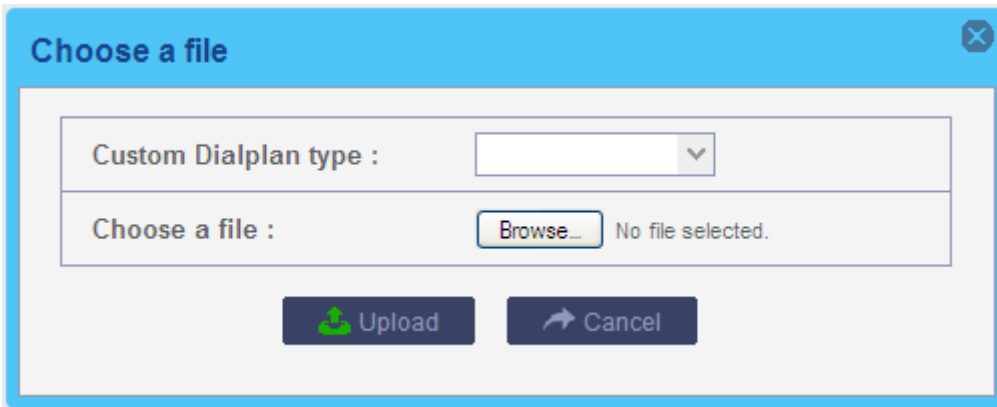 Choose a file
Custom Dialplan type :
Choose a file : Browse... No file selected.
Upload Cancel